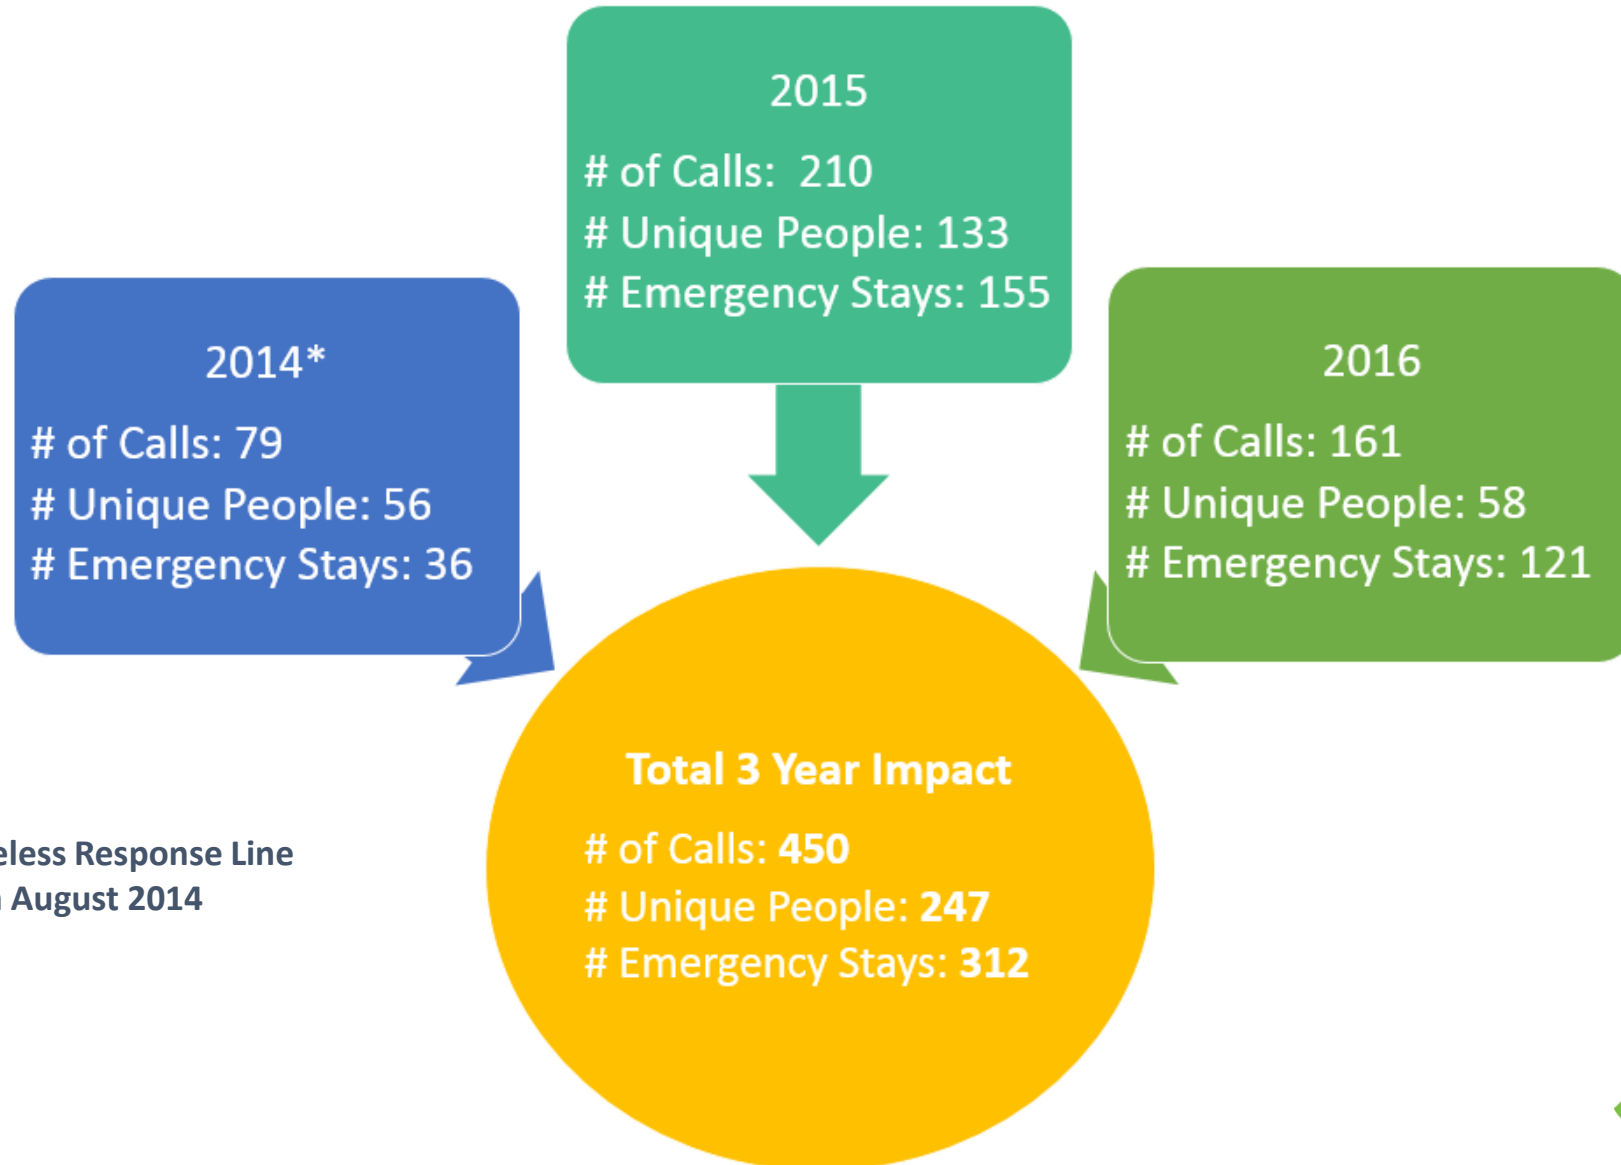 2015
# of Calls:  210
# Unique People: 133
# Emergency Stays: 155
2014*
# of Calls: 79
# Unique People: 56
# Emergency Stays: 36
2016
# of Calls: 161
# Unique People: 58
# Emergency Stays: 121
Total 3 Year Impact
# of Calls: 450
# Unique People: 247
# Emergency Stays: 312
Response Line
August 2014